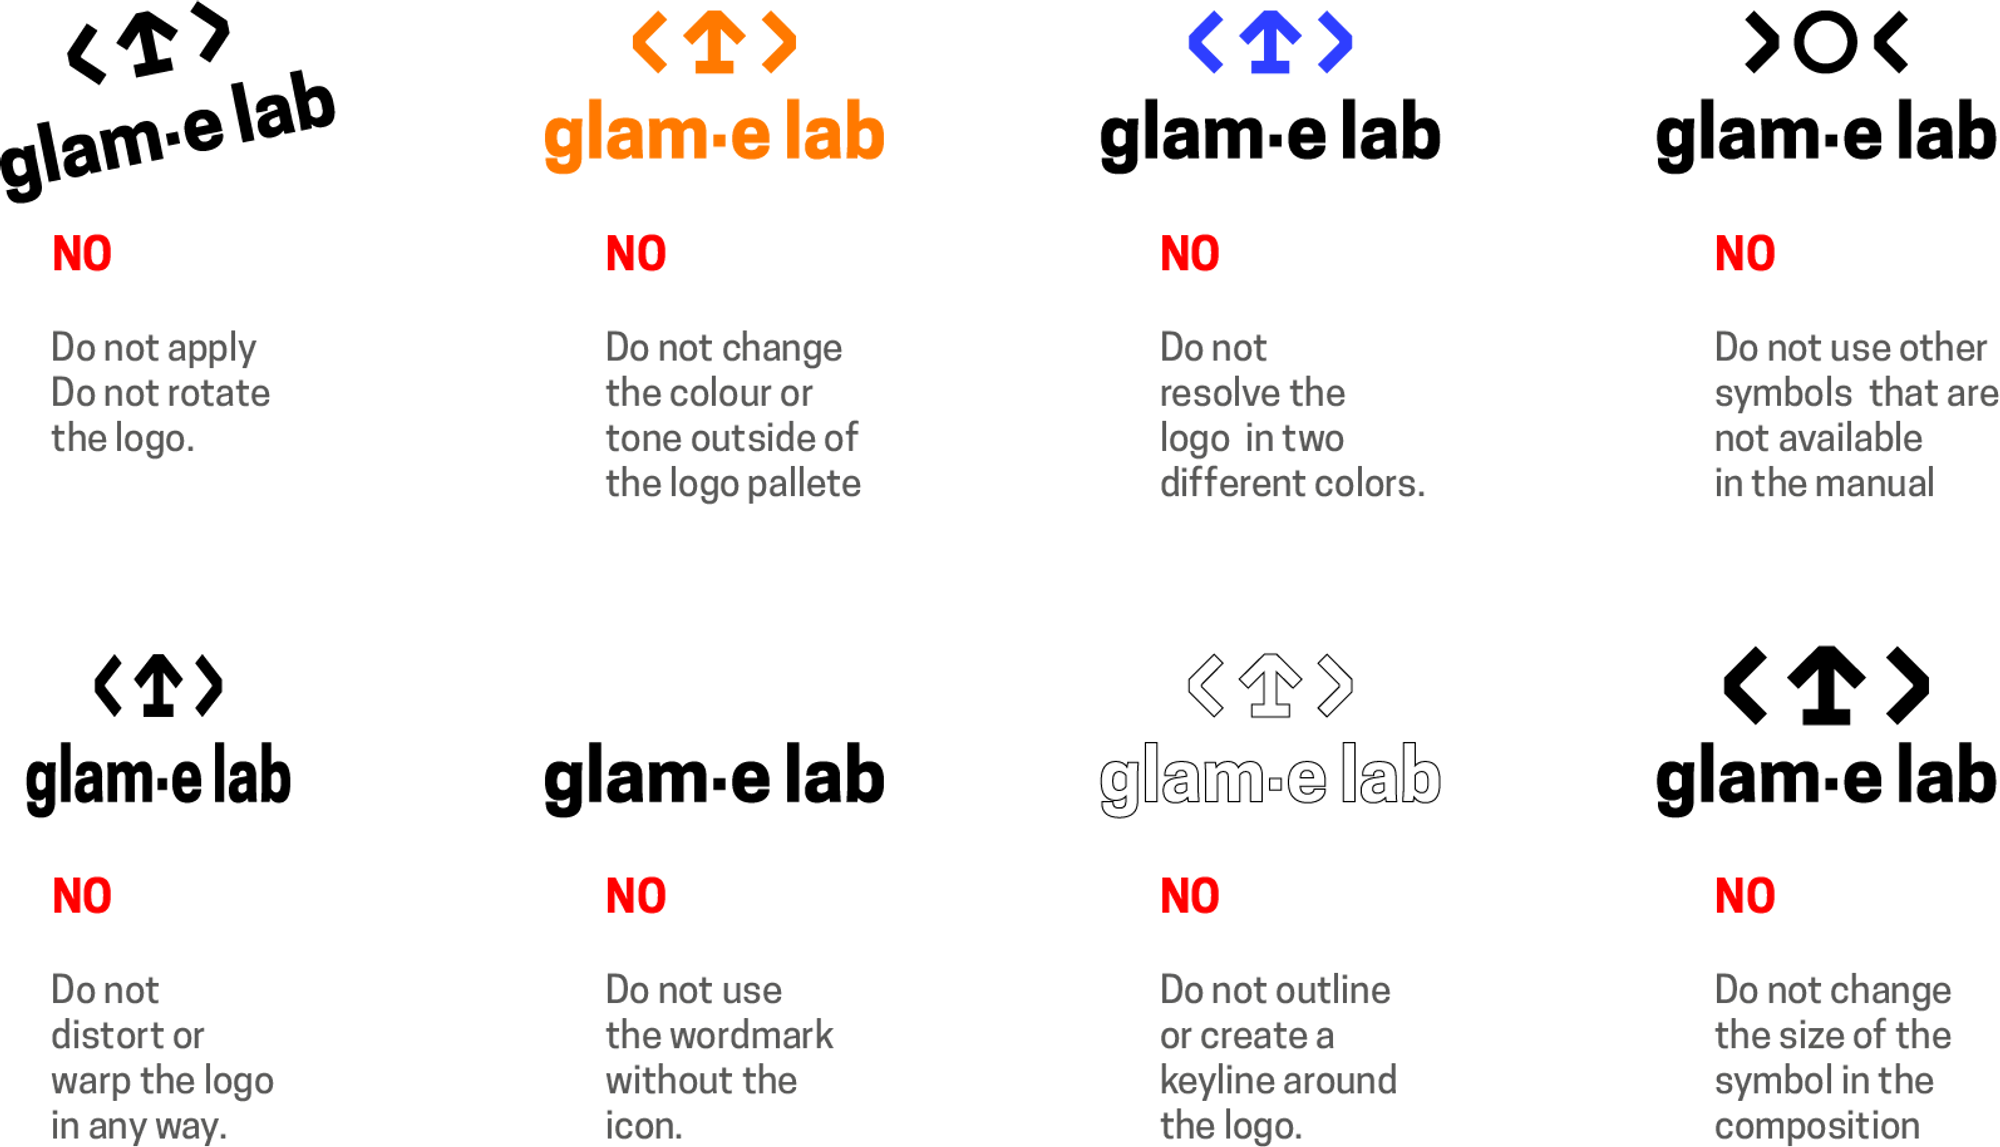 glam·e lab
NO
Do not apply
Do not rotate
the logo.
glam·e lab
NO
Do not change
the colour or
tone outside of
the logo pallete
glam·e lab
NO
Do not
resolve the
logo  in two
different colors.
glam·e lab
NO
Do not use other
symbols  that are
not available
in the manual
glam·e lab
NO
Do not
distort or
warp the logo
in any way.
glam·e lab
NO
Do not use
the wordmark
without the
icon.
glam·e lab
NO
Do not outline
or create a
keyline around
the logo.
glam·e lab
NO
Do not change
the size of the
symbol in the
composition